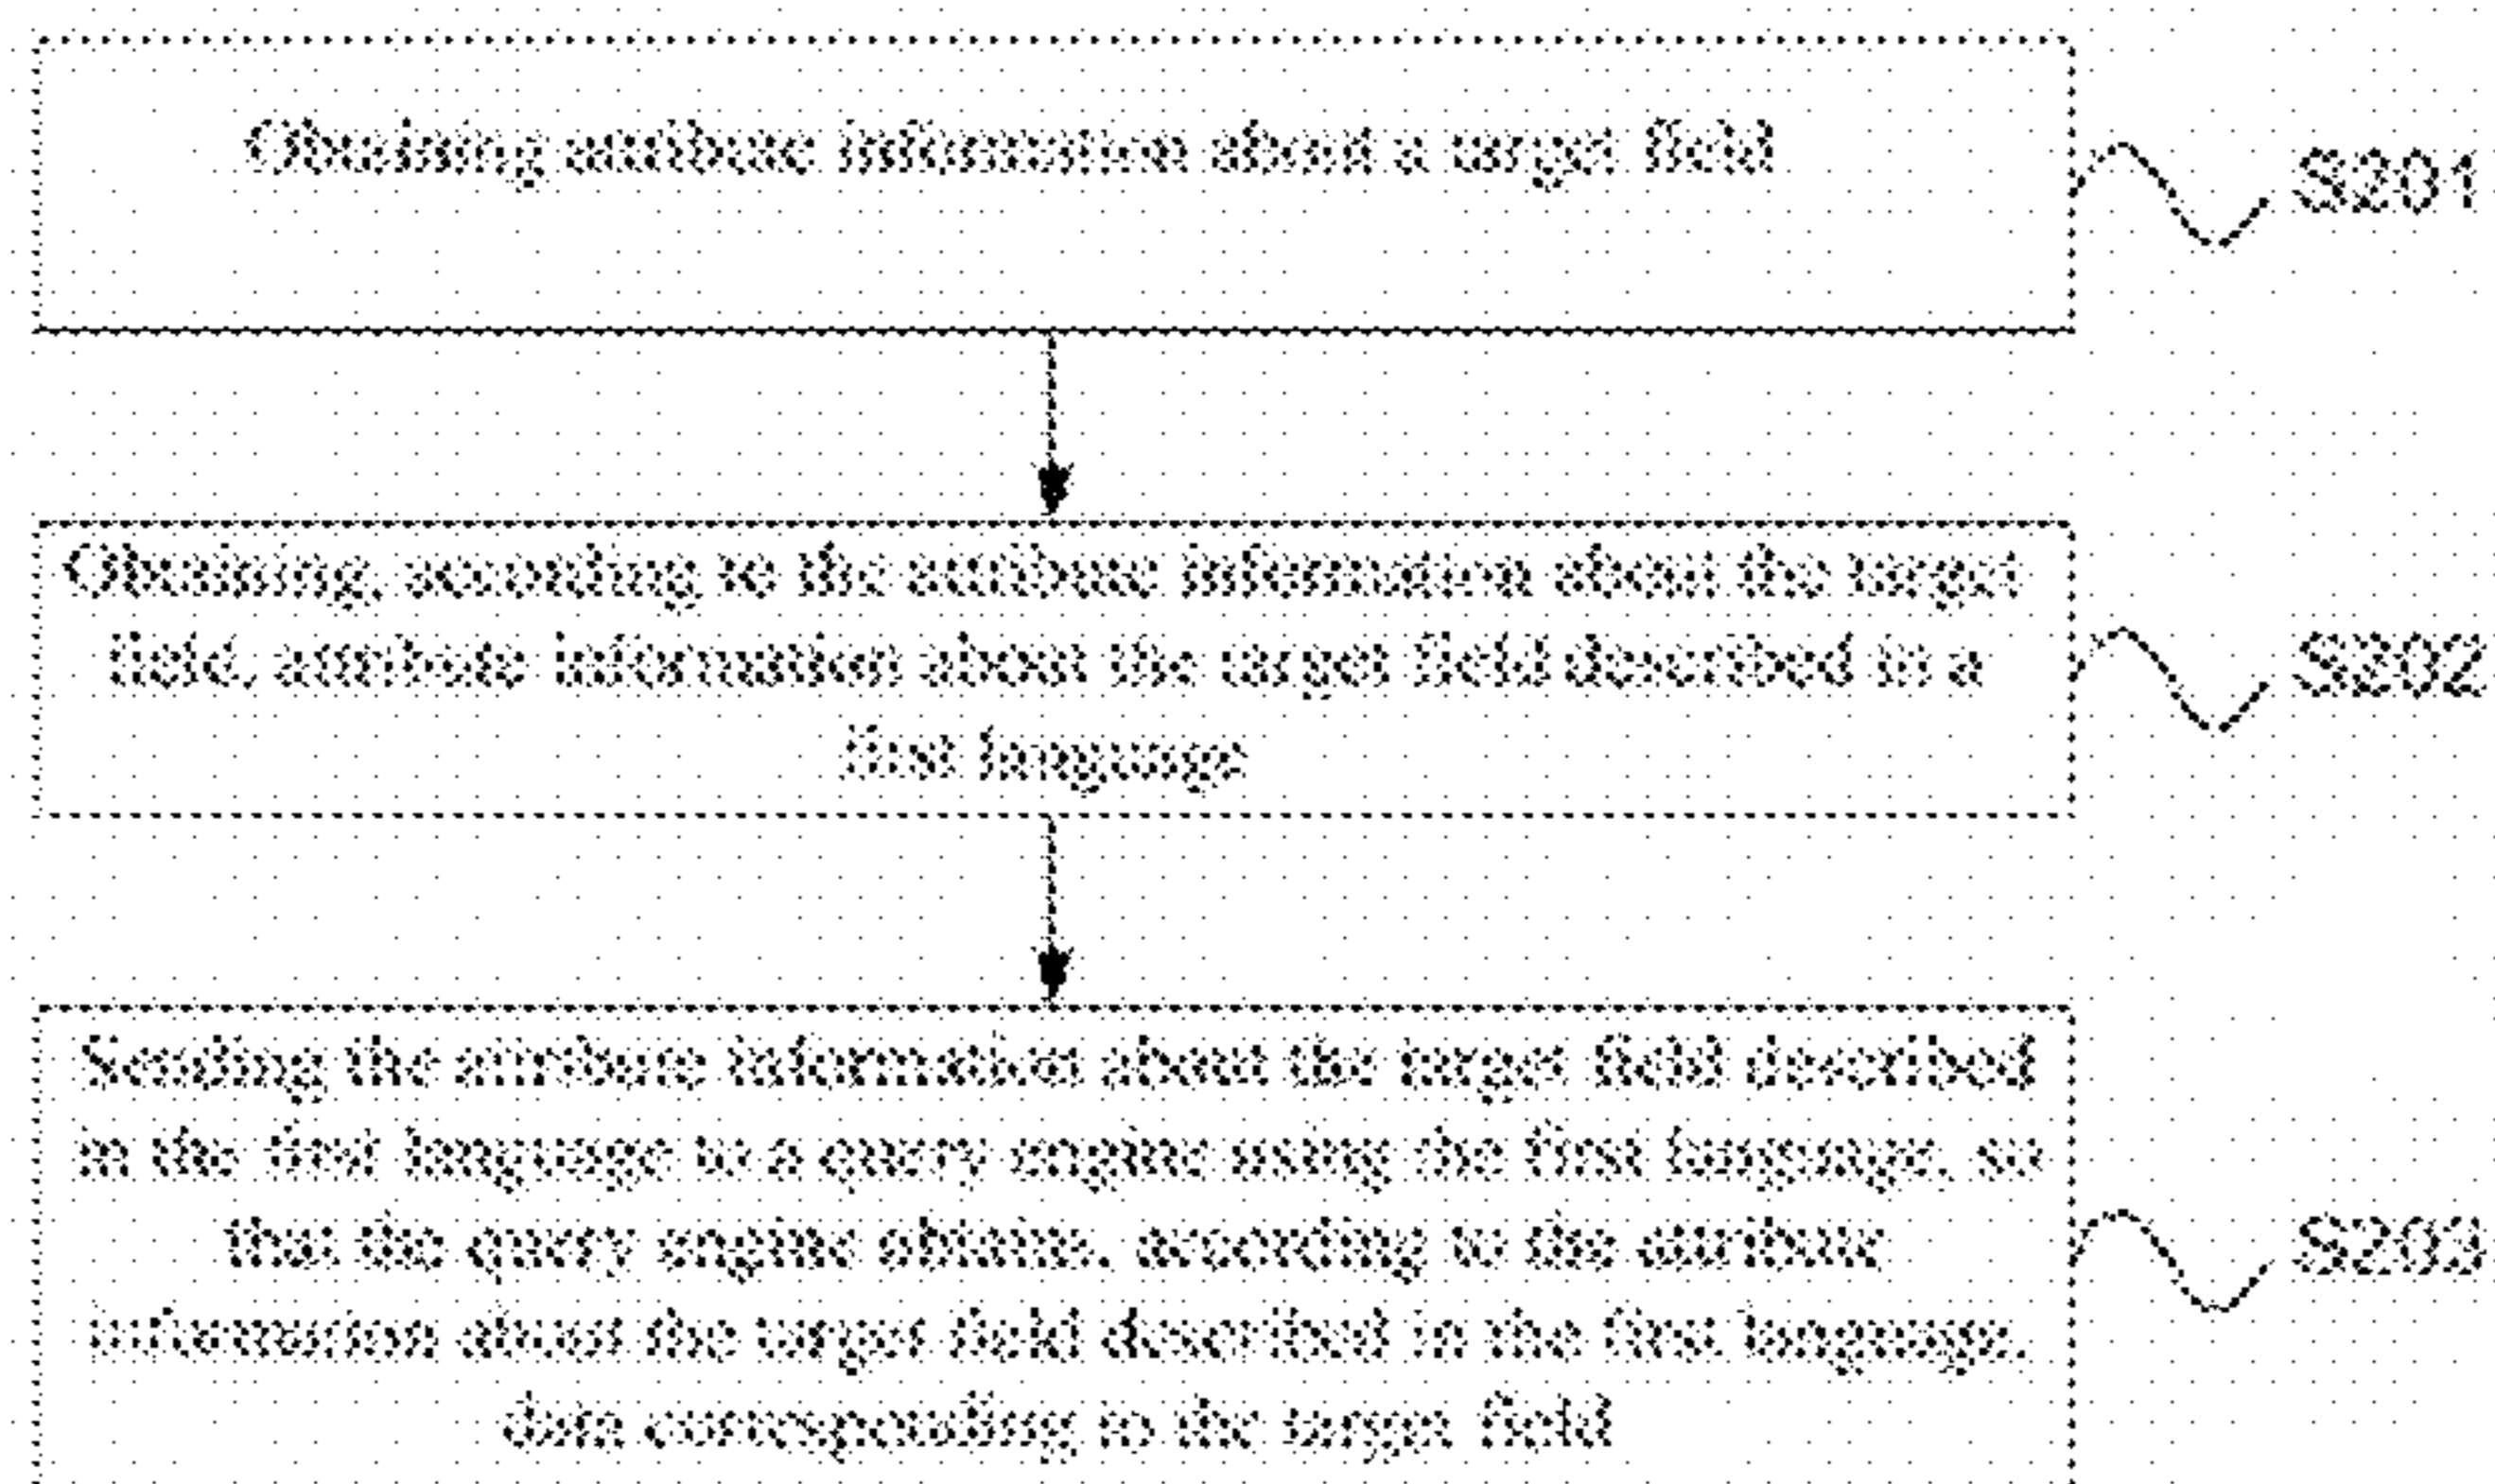 Obtaining attribute information about a target field
S201
Obtaining, according to the attribute information about the target
field, attribute information about the target field described in a
first language
S202
Sending the attribute information about the target field described
in the first language to a query engine using the first language, so
that the query engine obtains, according to the attribute
information about the target field described in the first language,
data corresponding to the target field
S203